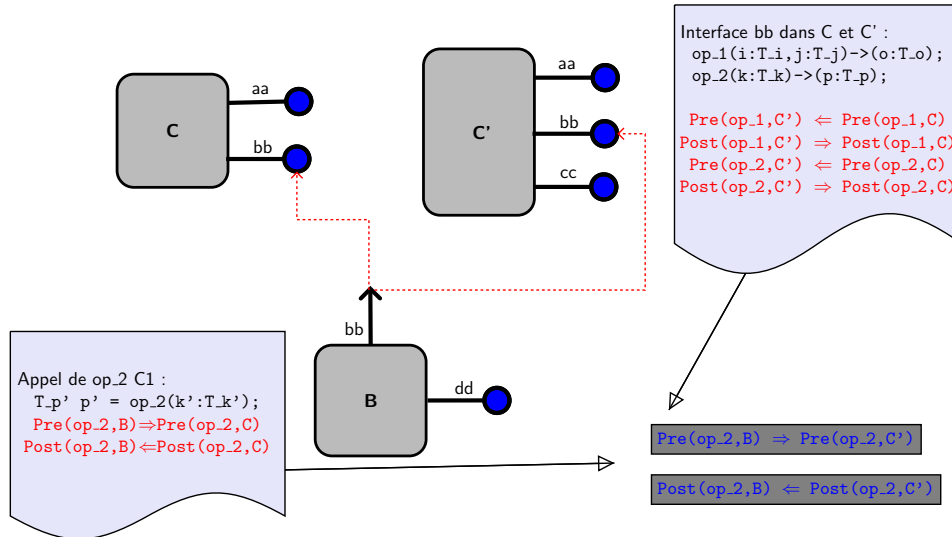 Interface bb dans C et C' :
op_1(i:T_i,j:T_j)->(o:T_o);
op_2(k:T_k)->(p:T_p);
Pre(op_1,C') ⇐ Pre(op_1,C)
Post(op_1,C') ⇒ Post(op_1,C)
Pre(op_2,C') ⇐ Pre(op_2,C)
Post(op_2,C') ⇒ Post(op_2,C)
C
aa
bb
C'
aa
bb
cc
bb
B
dd
Appel de op_2 C1 :
T_p' p' = op_2(k':T_k');
Pre(op_2,B)⇒Pre(op_2,C)
Post(op_2,B)⇐Post(op_2,C)
Pre(op_2,B) ⇒ Pre(op_2,C')
Post(op_2,B) ⇐ Post(op_2,C')